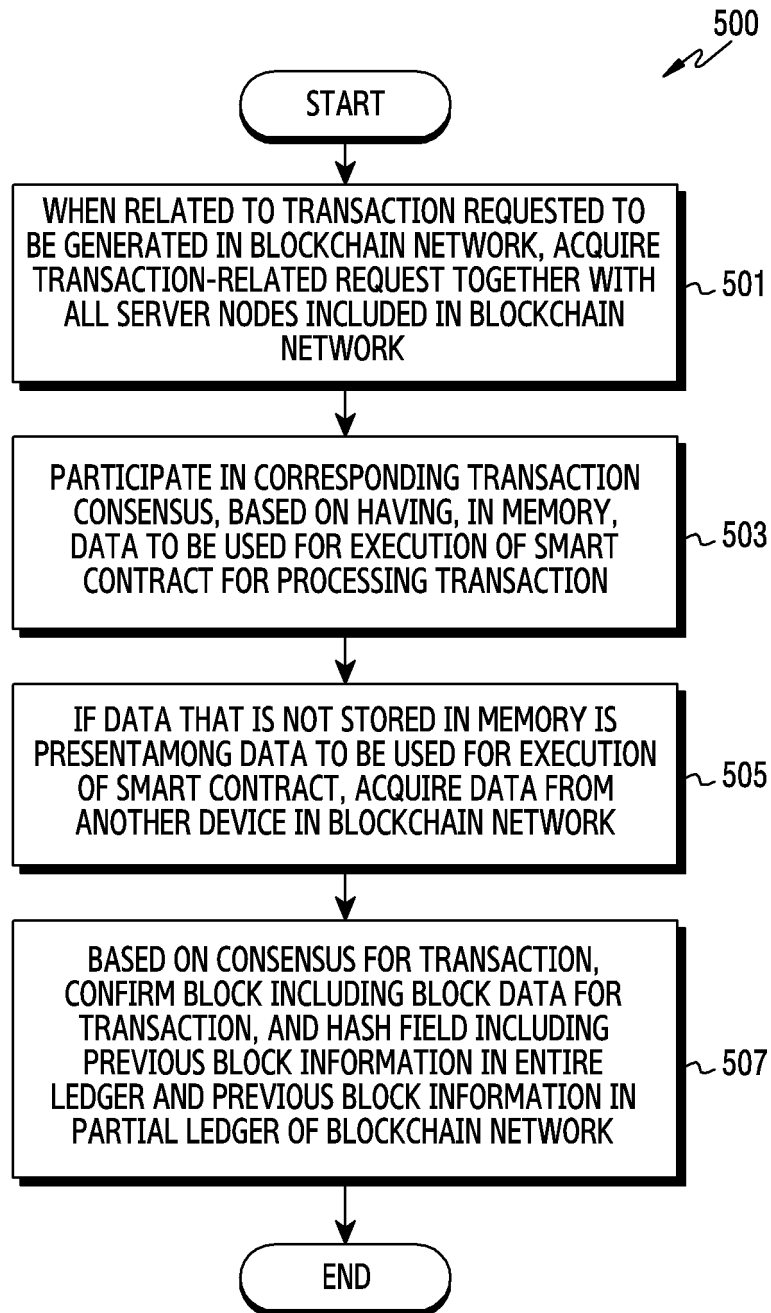 500
START
WHEN RELATED TO TRANSACTION REQUESTED TO
BE GENERATED IN BLOCKCHAIN NETWORK, ACQUIRE
TRANSACTION-RELATED REQUEST TOGETHER WITH
ALL SERVER NODES INCLUDED IN BLOCKCHAIN
NETWORK
501
PARTICIPATE IN CORRESPONDING TRANSACTION
CONSENSUS, BASED ON HAVING, IN MEMORY,
DATA TO BE USED FOR EXECUTION OF SMART
CONTRACT FOR PROCESSING TRANSACTION
503
IF DATA THAT IS NOT STORED IN MEMORY IS
PRESENTAMONG DATA TO BE USED FOR EXECUTION
OF SMART CONTRACT, ACQUIRE DATA FROM
ANOTHER DEVICE IN BLOCKCHAIN NETWORK
505
BASED ON CONSENSUS FOR TRANSACTION,
CONFIRM BLOCK INCLUDING BLOCK DATA FOR
TRANSACTION, AND HASH FIELD INCLUDING
PREVIOUS BLOCK INFORMATION IN ENTIRE
LEDGER AND PREVIOUS BLOCK INFORMATION IN
PARTIAL LEDGER OF BLOCKCHAIN NETWORK
507
END